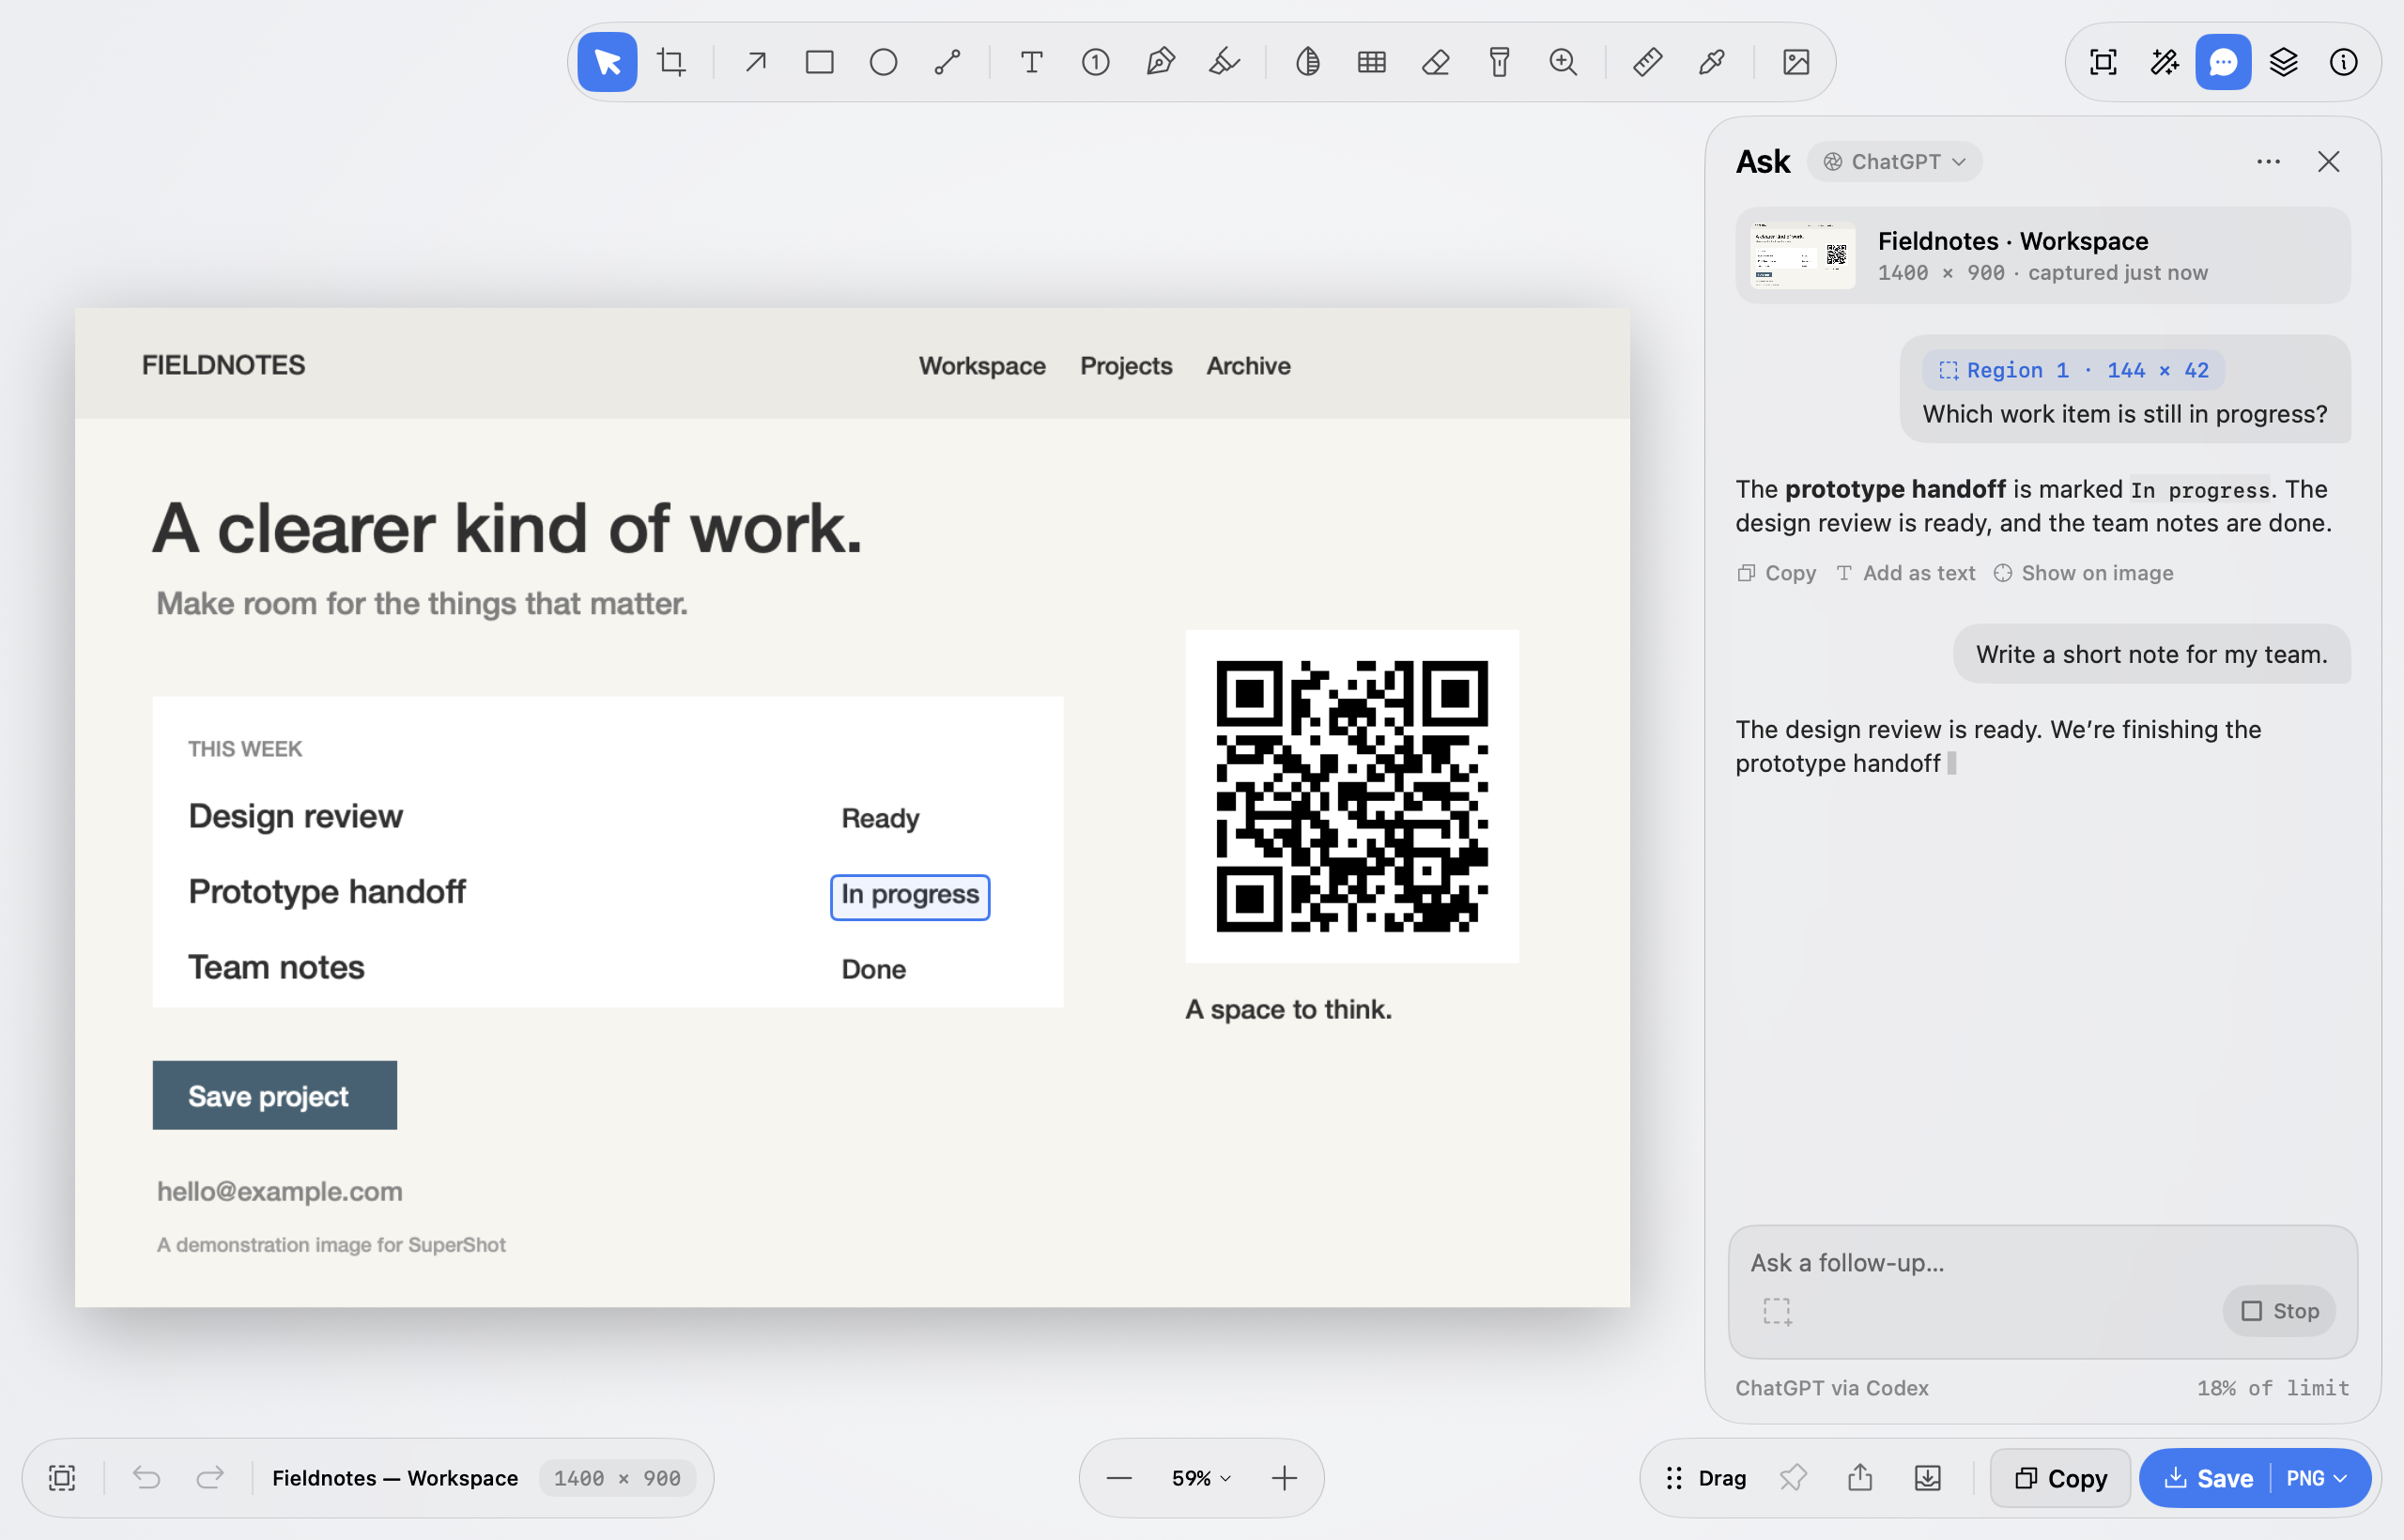 Ask
ChatGPT
Fieldnotes · Workspace
1400 × 900 · captured just now
Region 1 · 144 × 42
Which work item is still in progress?
The prototype handoff is marked In progress. The
design review is ready, and the team notes are done.
Copy
Add as text
Show on image
Write a short note for my team.
The design review is ready. We’re finishing the
prototype handoff
Ask a follow-up...
Stop
ChatGPT via Codex
18% of limit
FIELDNOTES
Workspace
Projects
Archive
A clearer kind of work.
Make room for the things that matter.
THIS WEEK
Design review
Ready
Prototype handoff
In progress
Team notes
Done
A space to think.
Save project
hello@example.com
A demonstration image for SuperShot
Fieldnotes — Workspace
1400 × 900
59%
Drag
Copy
Save
PNG